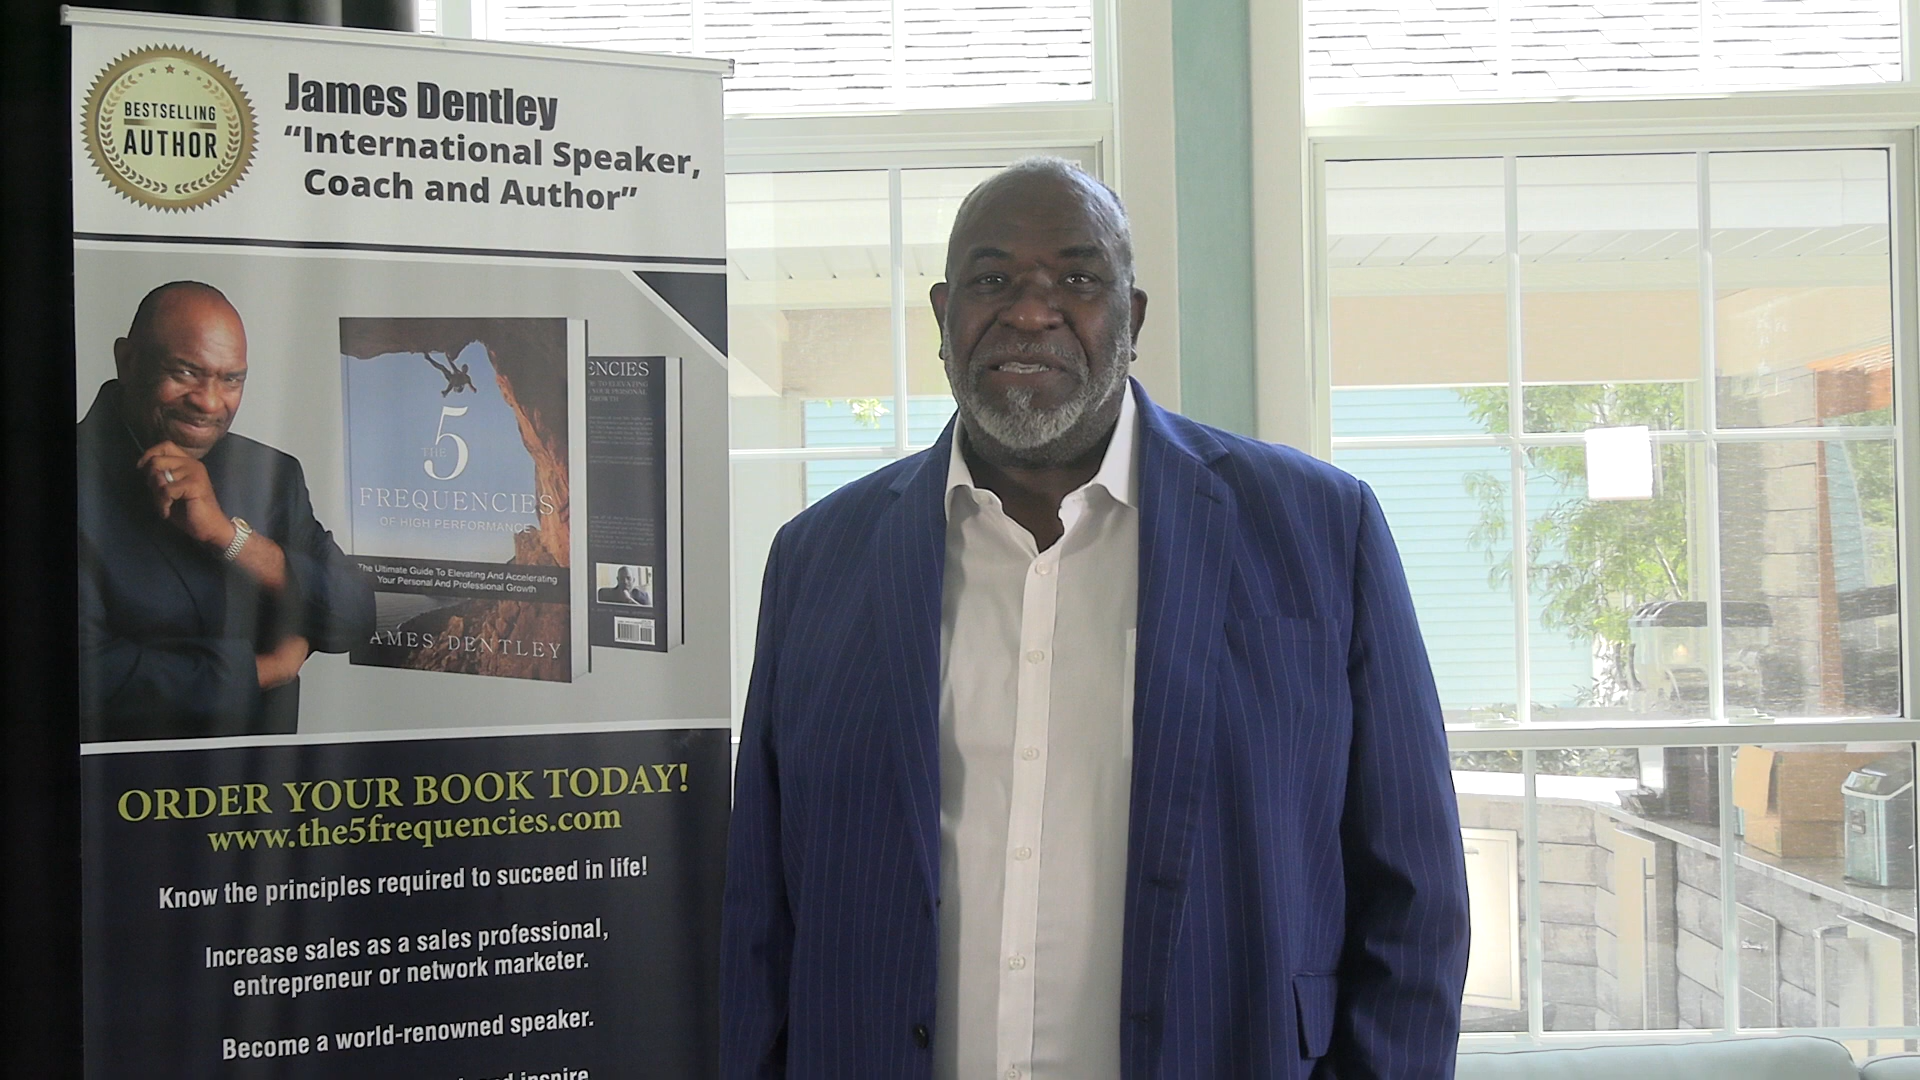 BESTSELLING
AUTHOR
James Dentley
“International Speaker,
Coach and Author”
THE 5
FREQUENCIES
OF HIGH PERFORMANCE
The Ultimate Guide To Elevating And Accelerating
Your Personal And Professional Growth
AMES DENTLEY
ENCIES
ORDER YOUR BOOK TODAY!
www.the5frequencies.com
Know the principles required to succeed in life!
Increase sales as a sales professional,
entrepreneur or network marketer.
Become a world-renowned speaker.
inspire